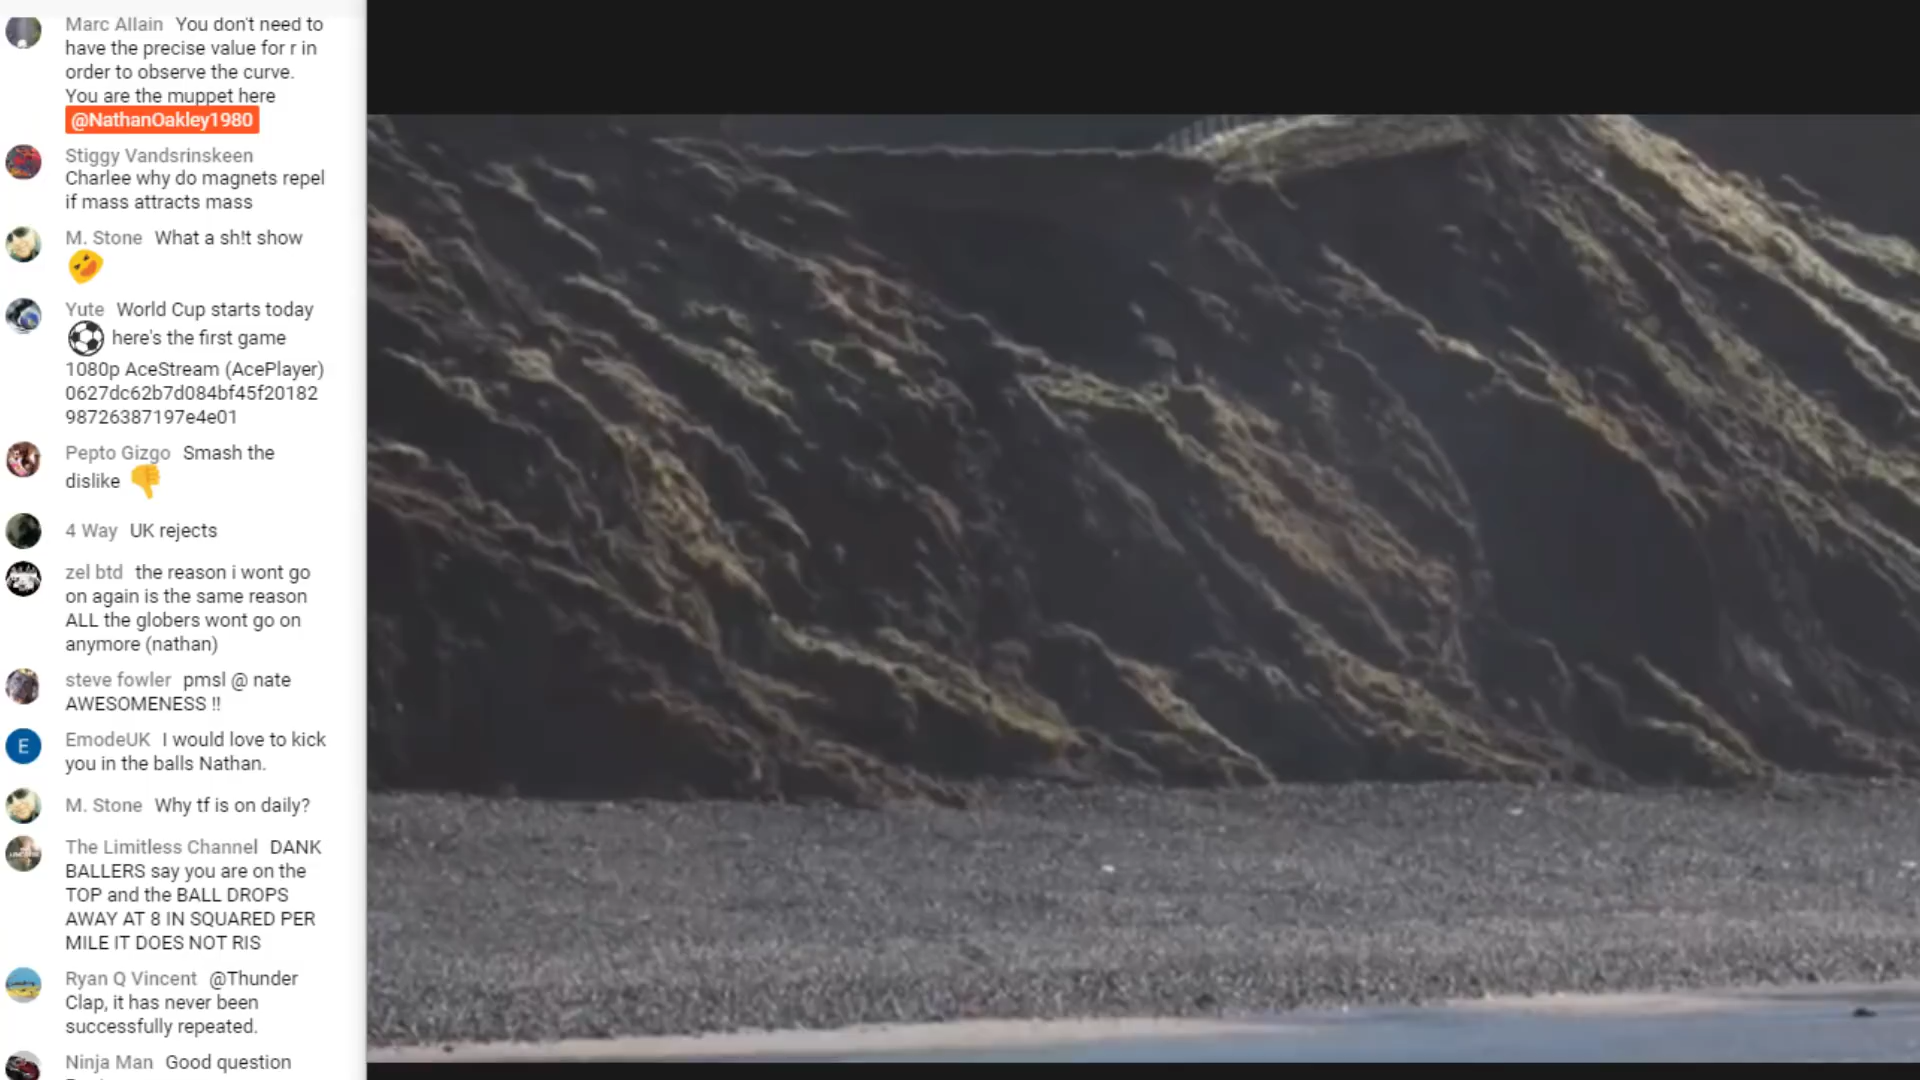 Marc Allain You don't need to
have the precise value for r in
order to observe the curve.
You are the muppet here
@NathanOakley1980
Stiggy Vandsrinskeen
Charlee why do magnets repel
if mass attracts mass
M. Stone What a sh!t show
Yute World Cup starts today
here's the first game
1080p AceStream (AcePlayer)
0627dc62b7d084bf45f20182
98726387197e4e01
Pepto Gizgo Smash the
dislike
4 Way UK rejects
zel btd the reason i wont go
on again is the same reason
ALL the globers wont go on
anymore (nathan)
steve fowler pmsl @ nate
AWESOMENESS !!
E EmodeUK I would love to kick
you in the balls Nathan.
M. Stone Why tf is on daily?
The Limitless Channel DANK
BALLERS say you are on the
TOP and the BALL DROPS
AWAY AT 8 IN SQUARED PER
MILE IT DOES NOT RIS
Ryan Q Vincent @Thunder
Clap, it has never been
successfully repeated.
Ninja Man Good question